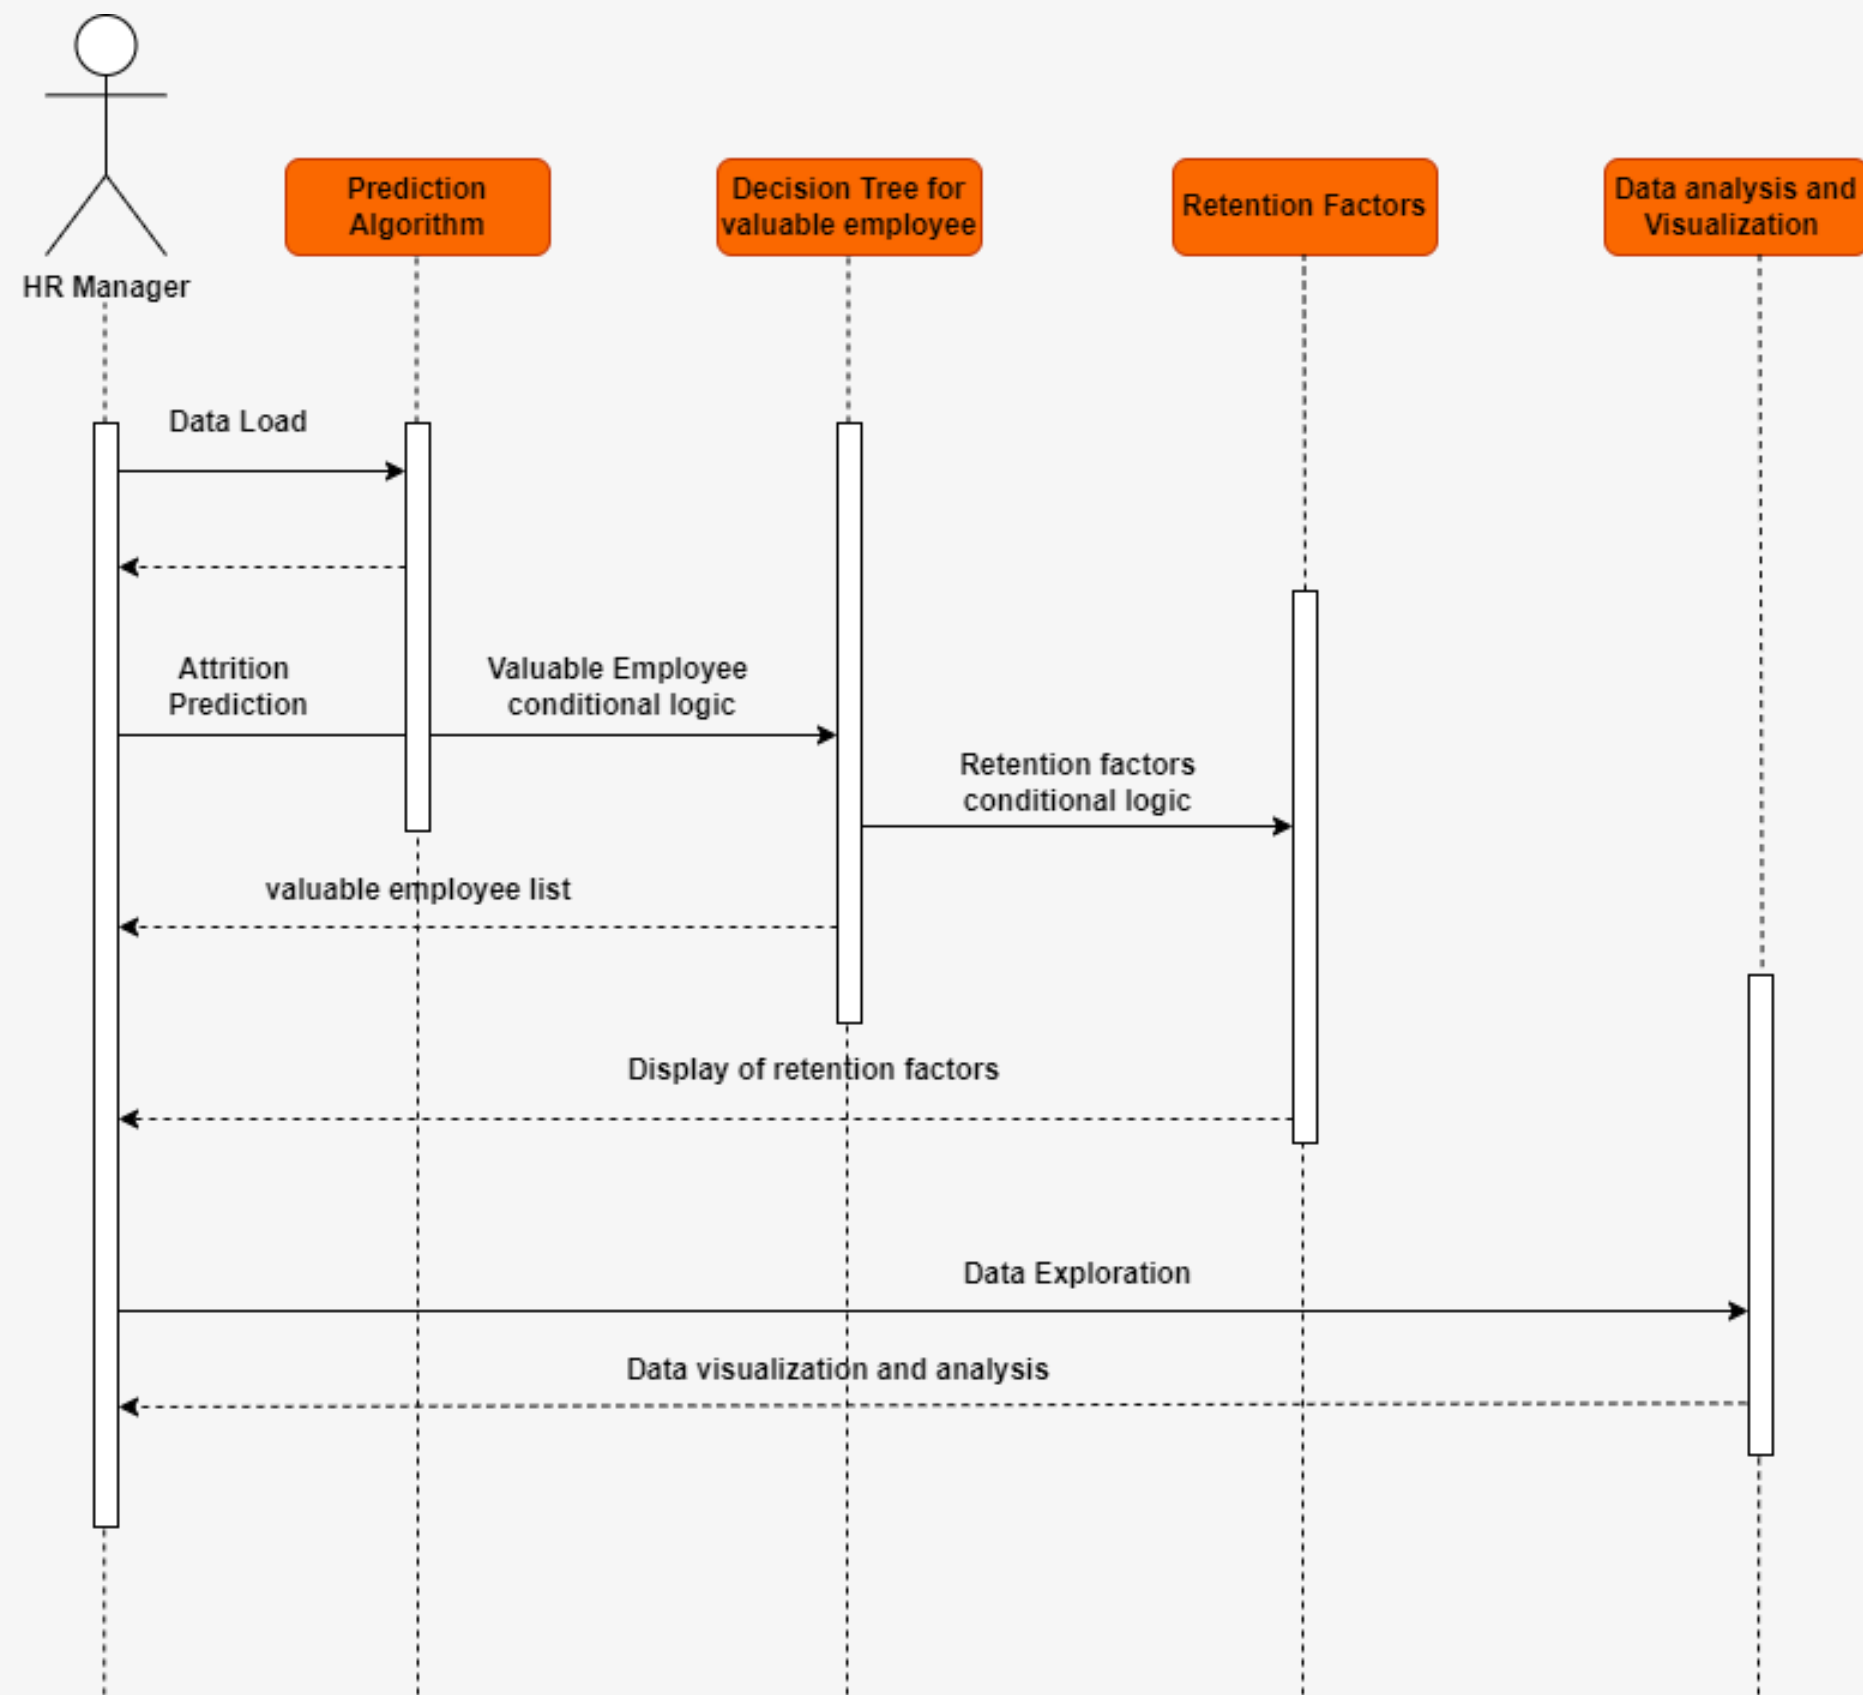 HR Manager
Prediction
Algorithm
Decision Tree for
valuable employee
Retention Factors
Data analysis and
Visualization
Data Load
Attrition
Prediction
Valuable Employee
conditional logic
Retention factors
conditional logic
valuable employee list
Display of retention factors
Data Exploration
Data visualization and analysis